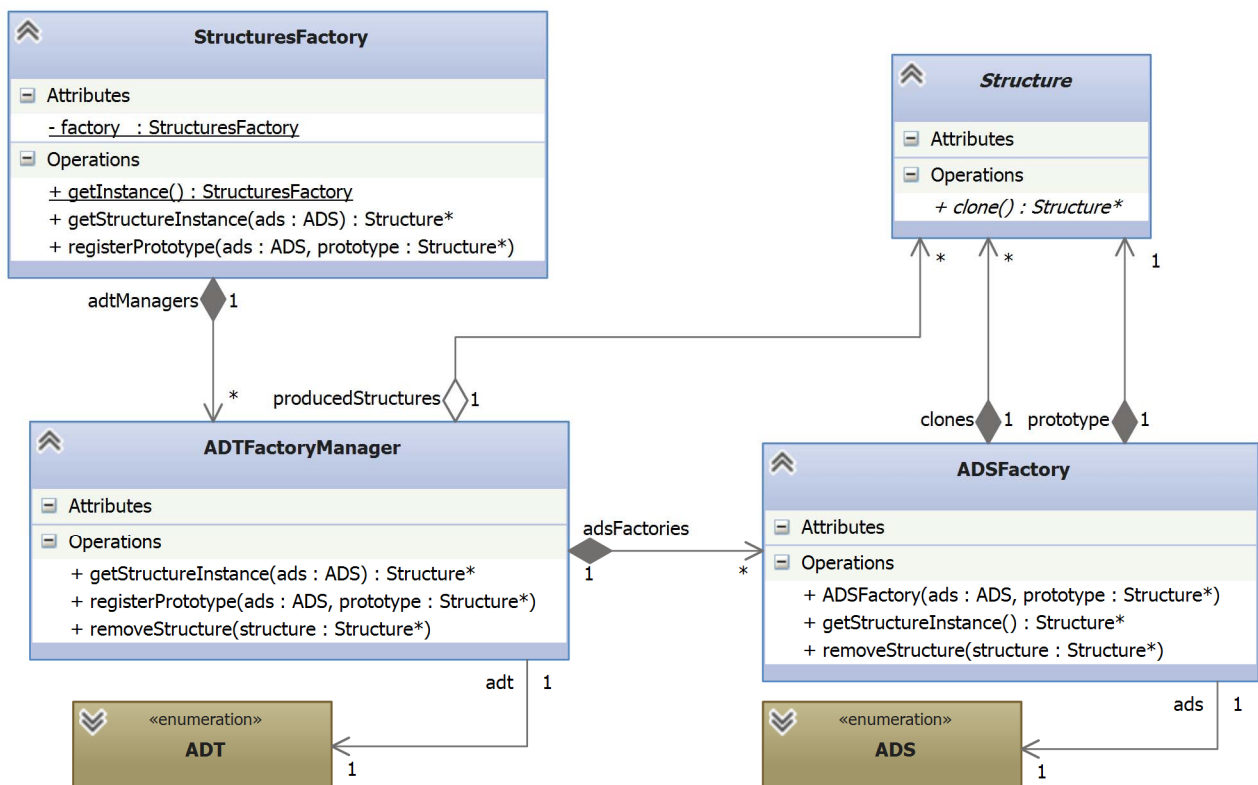 StructuresFactory
Attributes
- factory : StructuresFactory
Operations
+ getInstance() : StructuresFactory
+ getStructureInstance(ads : ADS) : Structure*
+ registerPrototype(ads : ADS, prototype : Structure*)
Structure
Attributes
Operations
+ clone() : Structure*
adtManagers 1
*
* * 1
producedStructures 1
clones 1 prototype 1
ADTFactoryManager
Attributes
Operations
+ getStructureInstance(ads : ADS) : Structure*
+ registerPrototype(ads : ADS, prototype : Structure*)
+ removeStructure(structure : Structure*)
adsFactories
1 *
ADSFactory
Attributes
Operations
+ ADSFactory(ads : ADS, prototype : Structure*)
+ getStructureInstance() : Structure*
+ removeStructure(structure : Structure*)
adt 1
«enumeration»
ADT
1
ads 1
«enumeration»
ADS
1